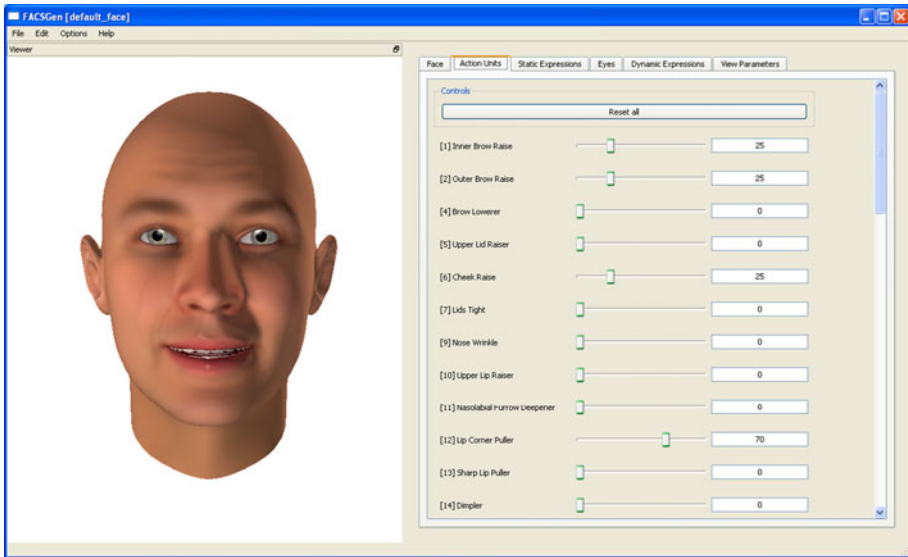 FACSGen [default_face]
File Edit Options Help
Viewer
Face Action Units Static Expressions Eyes Dynamic Expressions View Parameters
Controls
Reset all
[1] Inner Brow Raise 25
[2] Outer Brow Raise 25
[4] Brow Lowerer 0
[5] Upper Lid Raiser 0
[6] Cheek Raise 25
[7] Lids Tight 0
[9] Nose Wrinkle 0
[10] Upper Lip Raiser 0
[11] Nasolabial Furrow Deepener 0
[12] Lip Corner Puller 70
[13] Sharp Lip Puller 0
[14] Dimpler 0